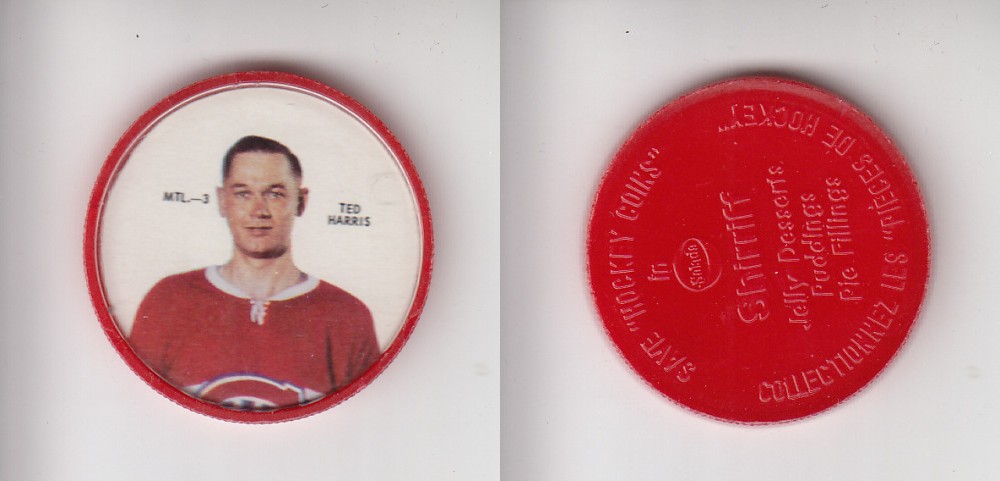 MTL.—3
TED
HARRIS
SAVE "HOCKEY COINS"
in
Salada
Shirriff
Jelly Desserts
Puddings
Pie Fillings
COLLECTIONNEZ LES "PIECES DE HOCKEY"